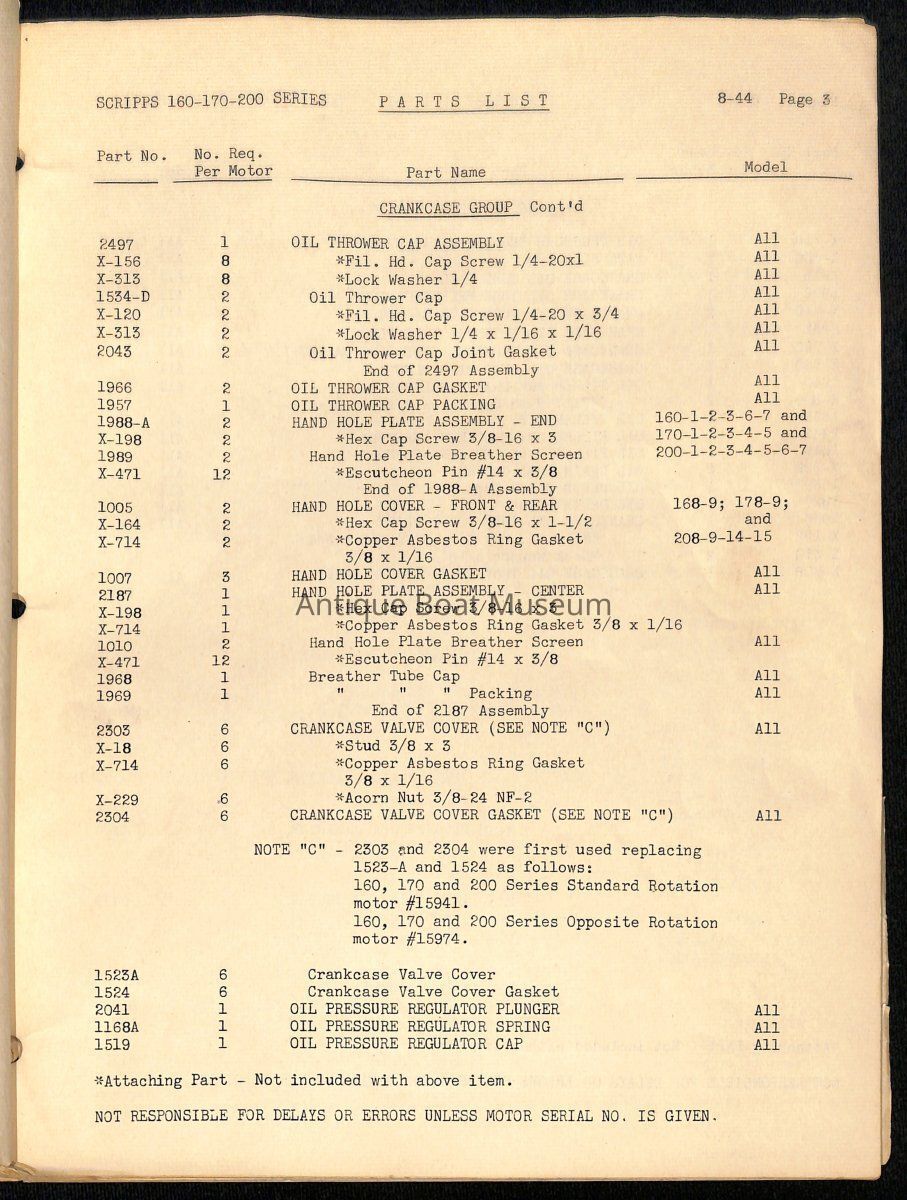 SCRIPPS 160-170-200 SERIES PARTS LIST 8-44 Page 3
Part No. No. Req. Per Motor Part Name Model
CRANKCASE GROUP Cont'd
2497 1 OIL THROWER CAP ASSEMBLY All
X-156 8 *Fil. Hd. Cap Screw 1/4-20x1 All
X-313 8 *Lock Washer 1/4 All
1534-D 2 Oil Thrower Cap All
X-120 2 *Fil. Hd. Cap Screw 1/4-20 x 3/4 All
X-313 2 *Lock Washer 1/4 x 1/16 x 1/16 All
2043 2 Oil Thrower Cap Joint Gasket All
End of 2497 Assembly
1966 2 OIL THROWER CAP GASKET All
1957 1 OIL THROWER CAP PACKING All
1988-A 2 HAND HOLE PLATE ASSEMBLY - END 160-1-2-3-6-7 and
X-198 2 *Hex Cap Screw 3/8-16 x 3 170-1-2-3-4-5 and
1989 2 Hand Hole Plate Breather Screen 200-1-2-3-4-5-6-7
X-471 12 *Escutcheon Pin #14 x 3/8
End of 1988-A Assembly
1005 2 HAND HOLE COVER - FRONT & REAR 168-9; 178-9;
X-164 2 *Hex Cap Screw 3/8-16 x 1-1/2 and
X-714 2 *Copper Asbestos Ring Gasket 208-9-14-15
3/8 x 1/16
1007 3 HAND HOLE COVER GASKET All
2187 1 HAND HOLE PLATE ASSEMBLY - CENTER All
Antique Boat Museum
X-198 1 *Hex Cap Screw 3/8-16 x 3
X-714 1 *Copper Asbestos Ring Gasket 3/8 x 1/16
1010 2 Hand Hole Plate Breather Screen All
X-471 12 *Escutcheon Pin #14 x 3/8
1968 1 Breather Tube Cap All
1969 1 " " " Packing All
End of 2187 Assembly
2303 6 CRANKCASE VALVE COVER (SEE NOTE "C") All
X-18 6 *Stud 3/8 x 3
X-714 6 *Copper Asbestos Ring Gasket
3/8 x 1/16
X-229 6 *Acorn Nut 3/8-24 NF-2
2304 6 CRANKCASE VALVE COVER GASKET (SEE NOTE "C") All
NOTE "C" - 2303 and 2304 were first used replacing
1523-A and 1524 as follows:
160, 170 and 200 Series Standard Rotation
motor #15941.
160, 170 and 200 Series Opposite Rotation
motor #15974.
1523A 6 Crankcase Valve Cover
1524 6 Crankcase Valve Cover Gasket
2041 1 OIL PRESSURE REGULATOR PLUNGER All
1168A 1 OIL PRESSURE REGULATOR SPRING All
1519 1 OIL PRESSURE REGULATOR CAP All
*Attaching Part - Not included with above item.
NOT RESPONSIBLE FOR DELAYS OR ERRORS UNLESS MOTOR SERIAL NO. IS GIVEN.